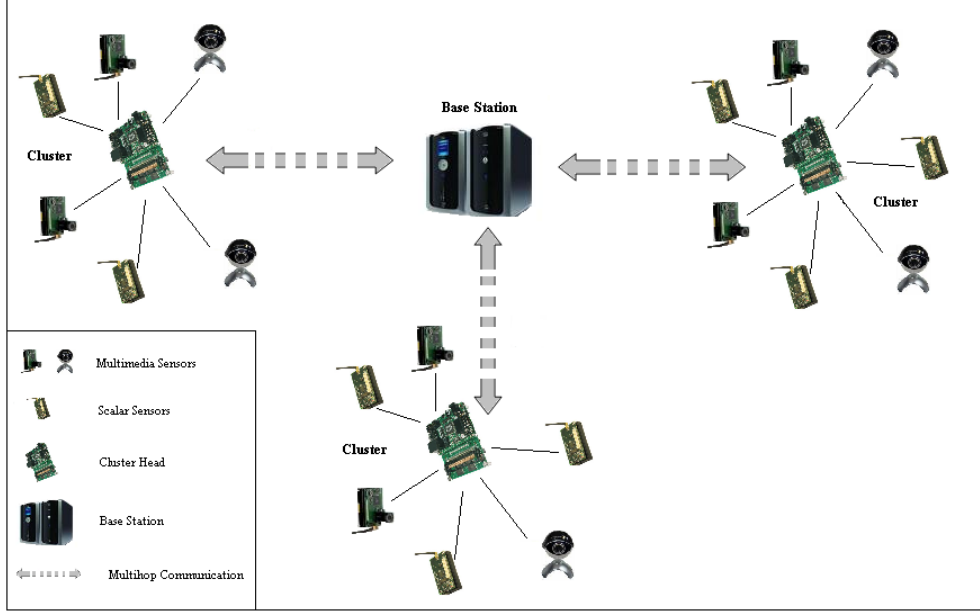 Base Station
Cluster
Cluster
Cluster
Multimedia Sensors
Scalar Sensors
Cluster Head
Base Station
Multihop Communication